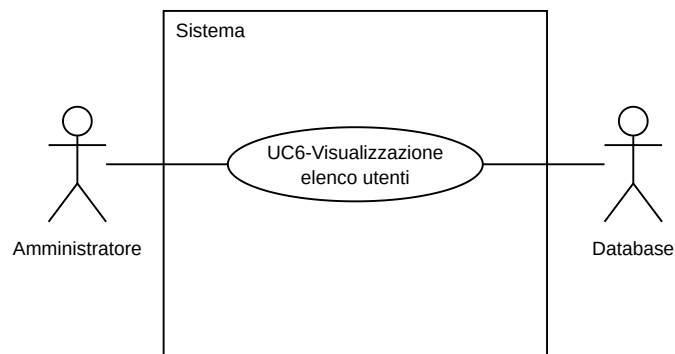 Sistema
UC6-Visualizzazione
elenco utenti
Amministratore
Database